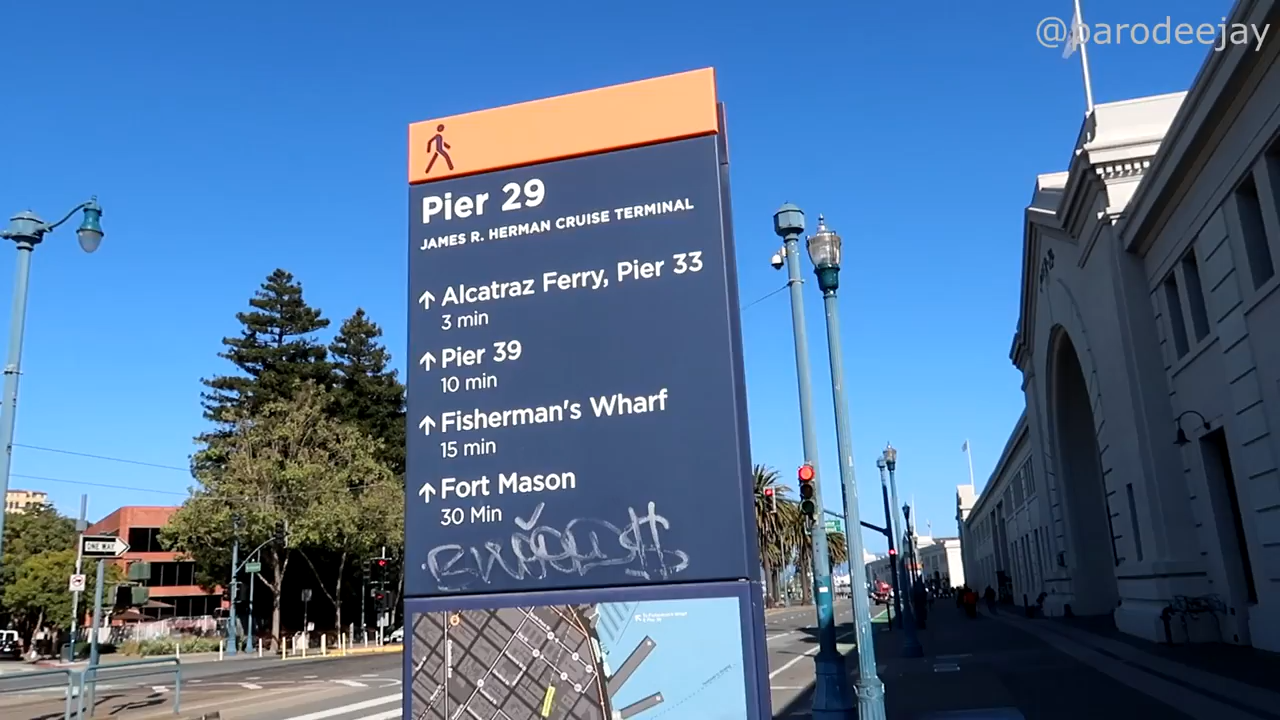 @parodeejay
Pier 29
JAMES R. HERMAN CRUISE TERMINAL
↑ Alcatraz Ferry, Pier 33
3 min
↑ Pier 39
10 min
↑ Fisherman's Wharf
15 min
↑ Fort Mason
30 Min
ONE WAY